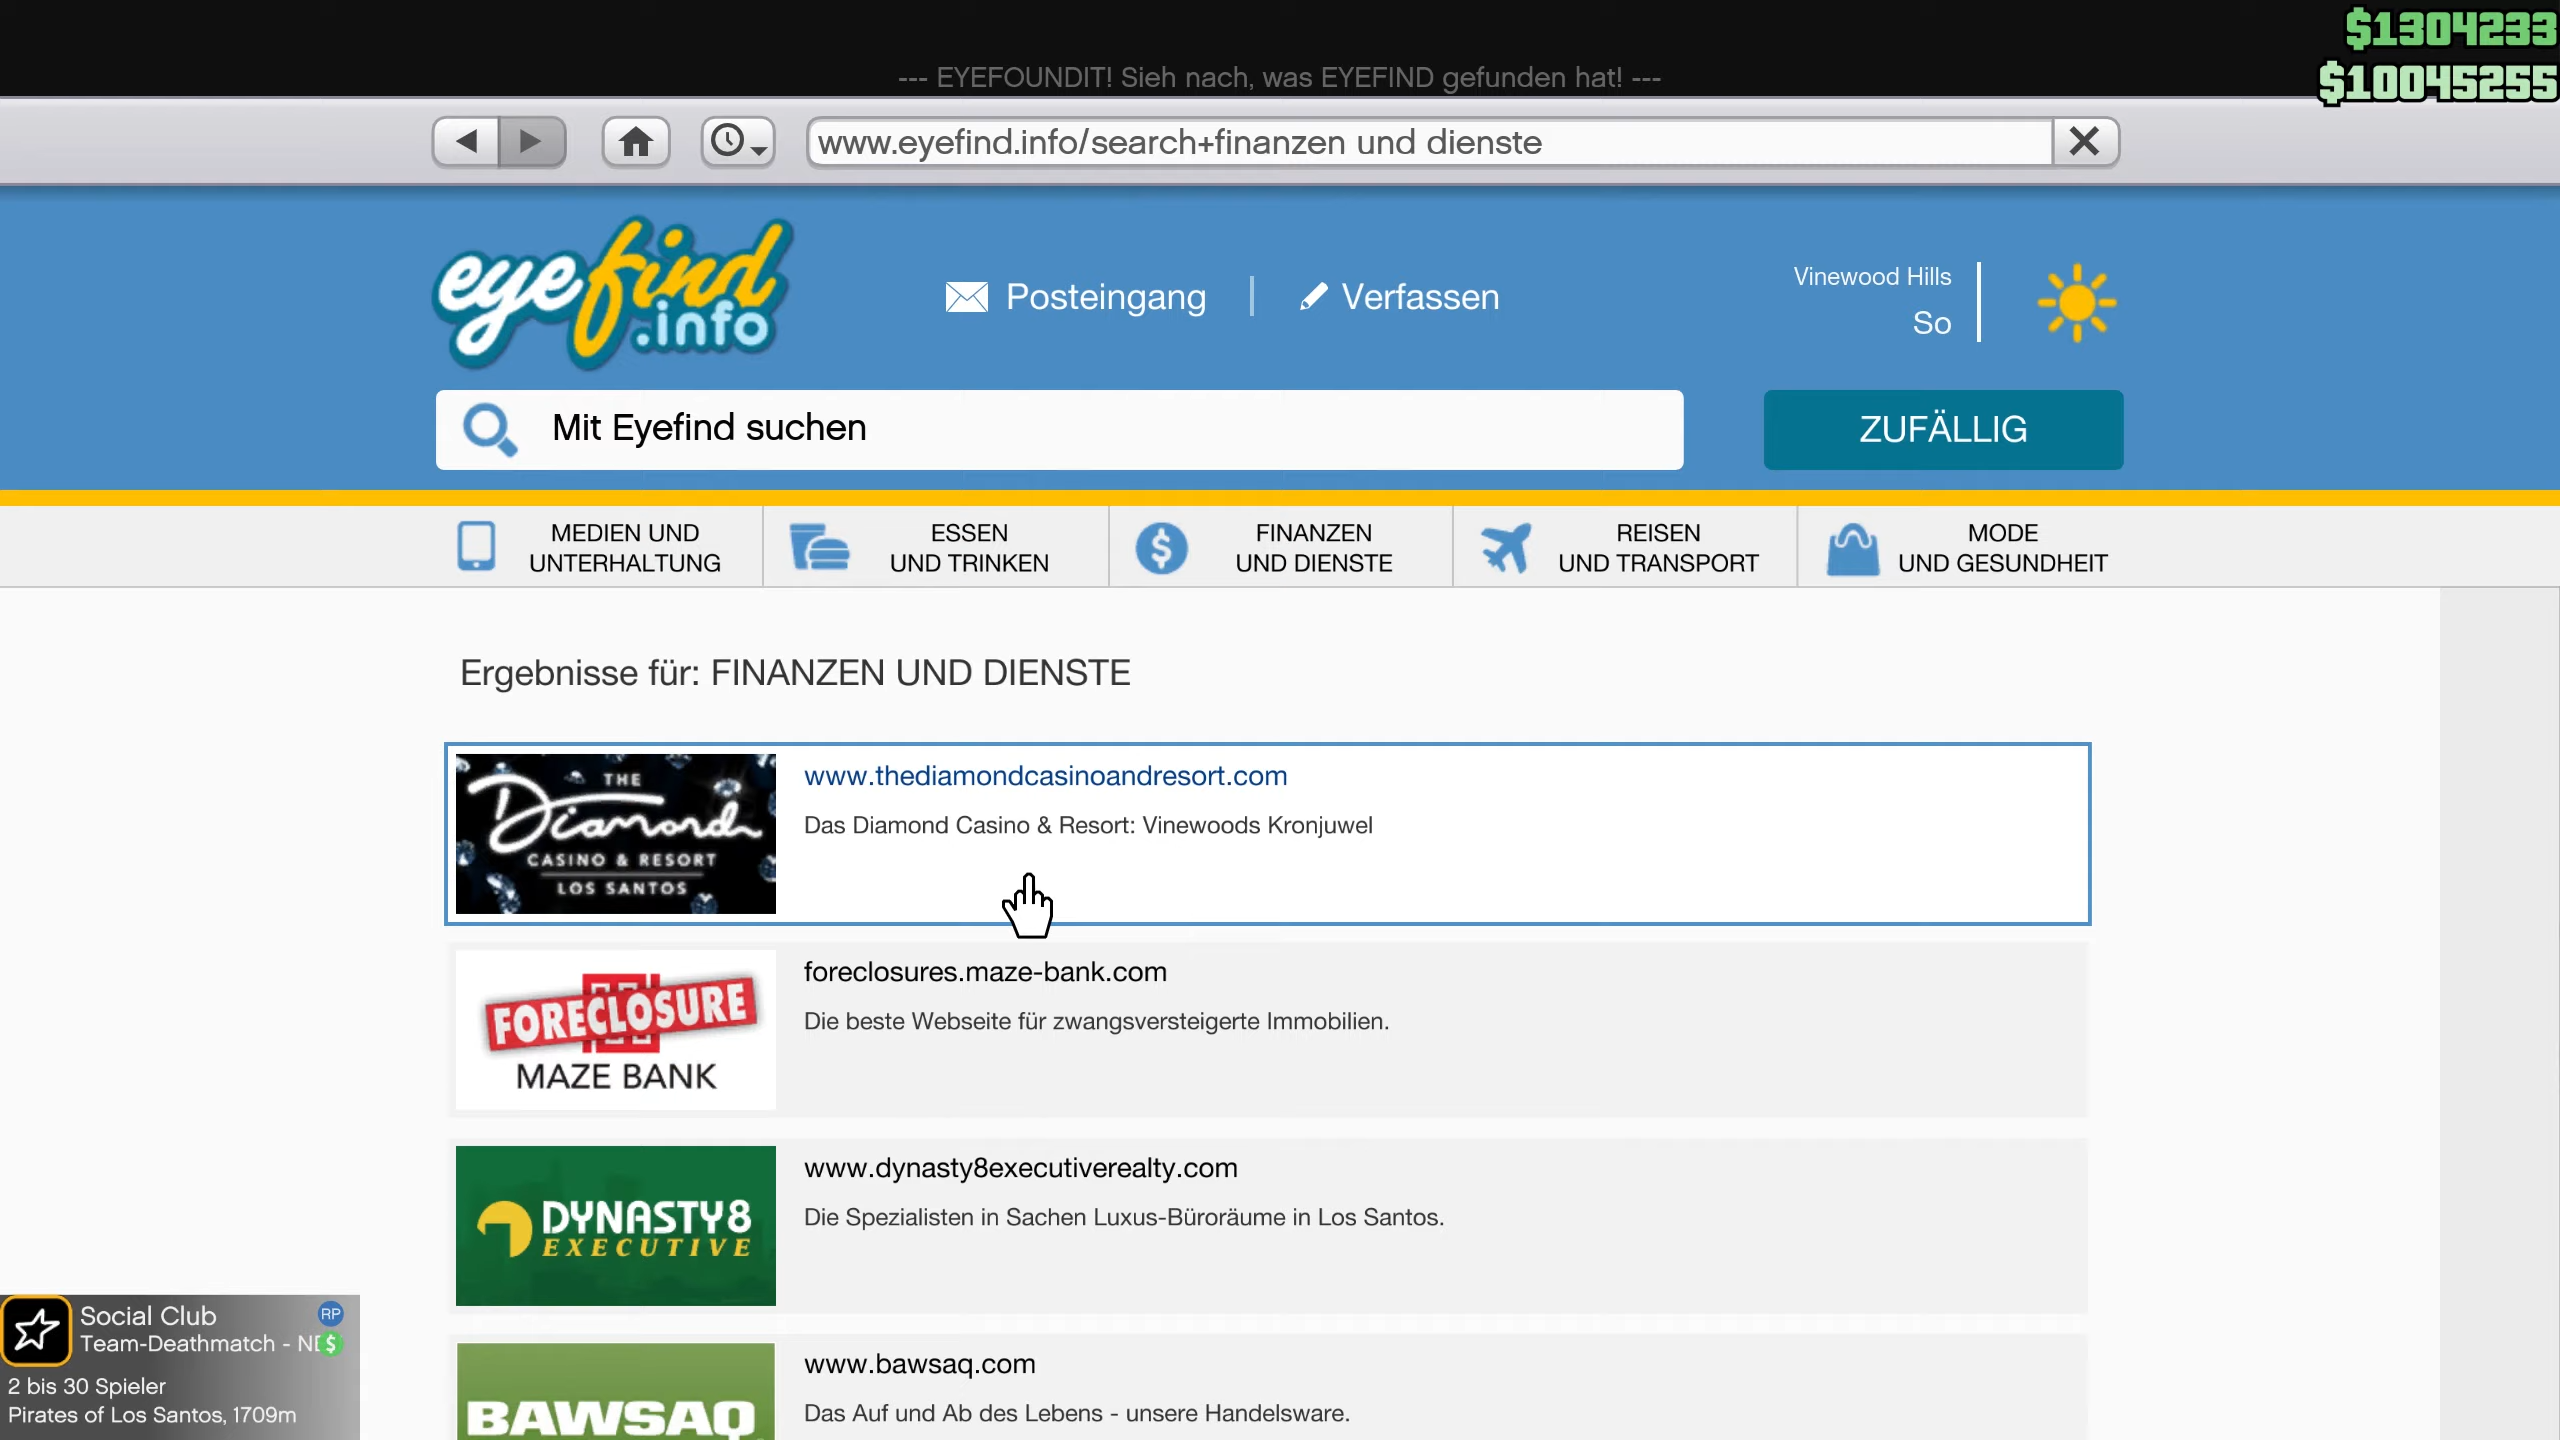 $1304233
--- EYEFOUNDIT! Sieh nach, was EYEFIND gefunden hat! ---
$10045255
www.eyefind.info/search+finanzen und dienste
eyefind.info
Posteingang
Verfassen
Vinewood Hills
So
Mit Eyefind suchen
ZUFÄLLIG
MEDIEN UND
UNTERHALTUNG
ESSEN
UND TRINKEN
FINANZEN
UND DIENSTE
REISEN
UND TRANSPORT
MODE
UND GESUNDHEIT
Ergebnisse für: FINANZEN UND DIENSTE
THE
Diamond
CASINO & RESORT
LOS SANTOS
www.thediamondcasinoandresort.com
Das Diamond Casino & Resort: Vinewoods Kronjuwel
FORECLOSURE
MAZE BANK
foreclosures.maze-bank.com
Die beste Webseite für zwangsversteigerte Immobilien.
DYNASTY8
EXECUTIVE
www.dynasty8executiverealty.com
Die Spezialisten in Sachen Luxus-Büroräume in Los Santos.
BAWSAQ
www.bawsaq.com
Das Auf und Ab des Lebens - unsere Handelsware.
Social Club
RP
Team-Deathmatch -
$
2 bis 30 Spieler
Pirates of Los Santos, 1709m